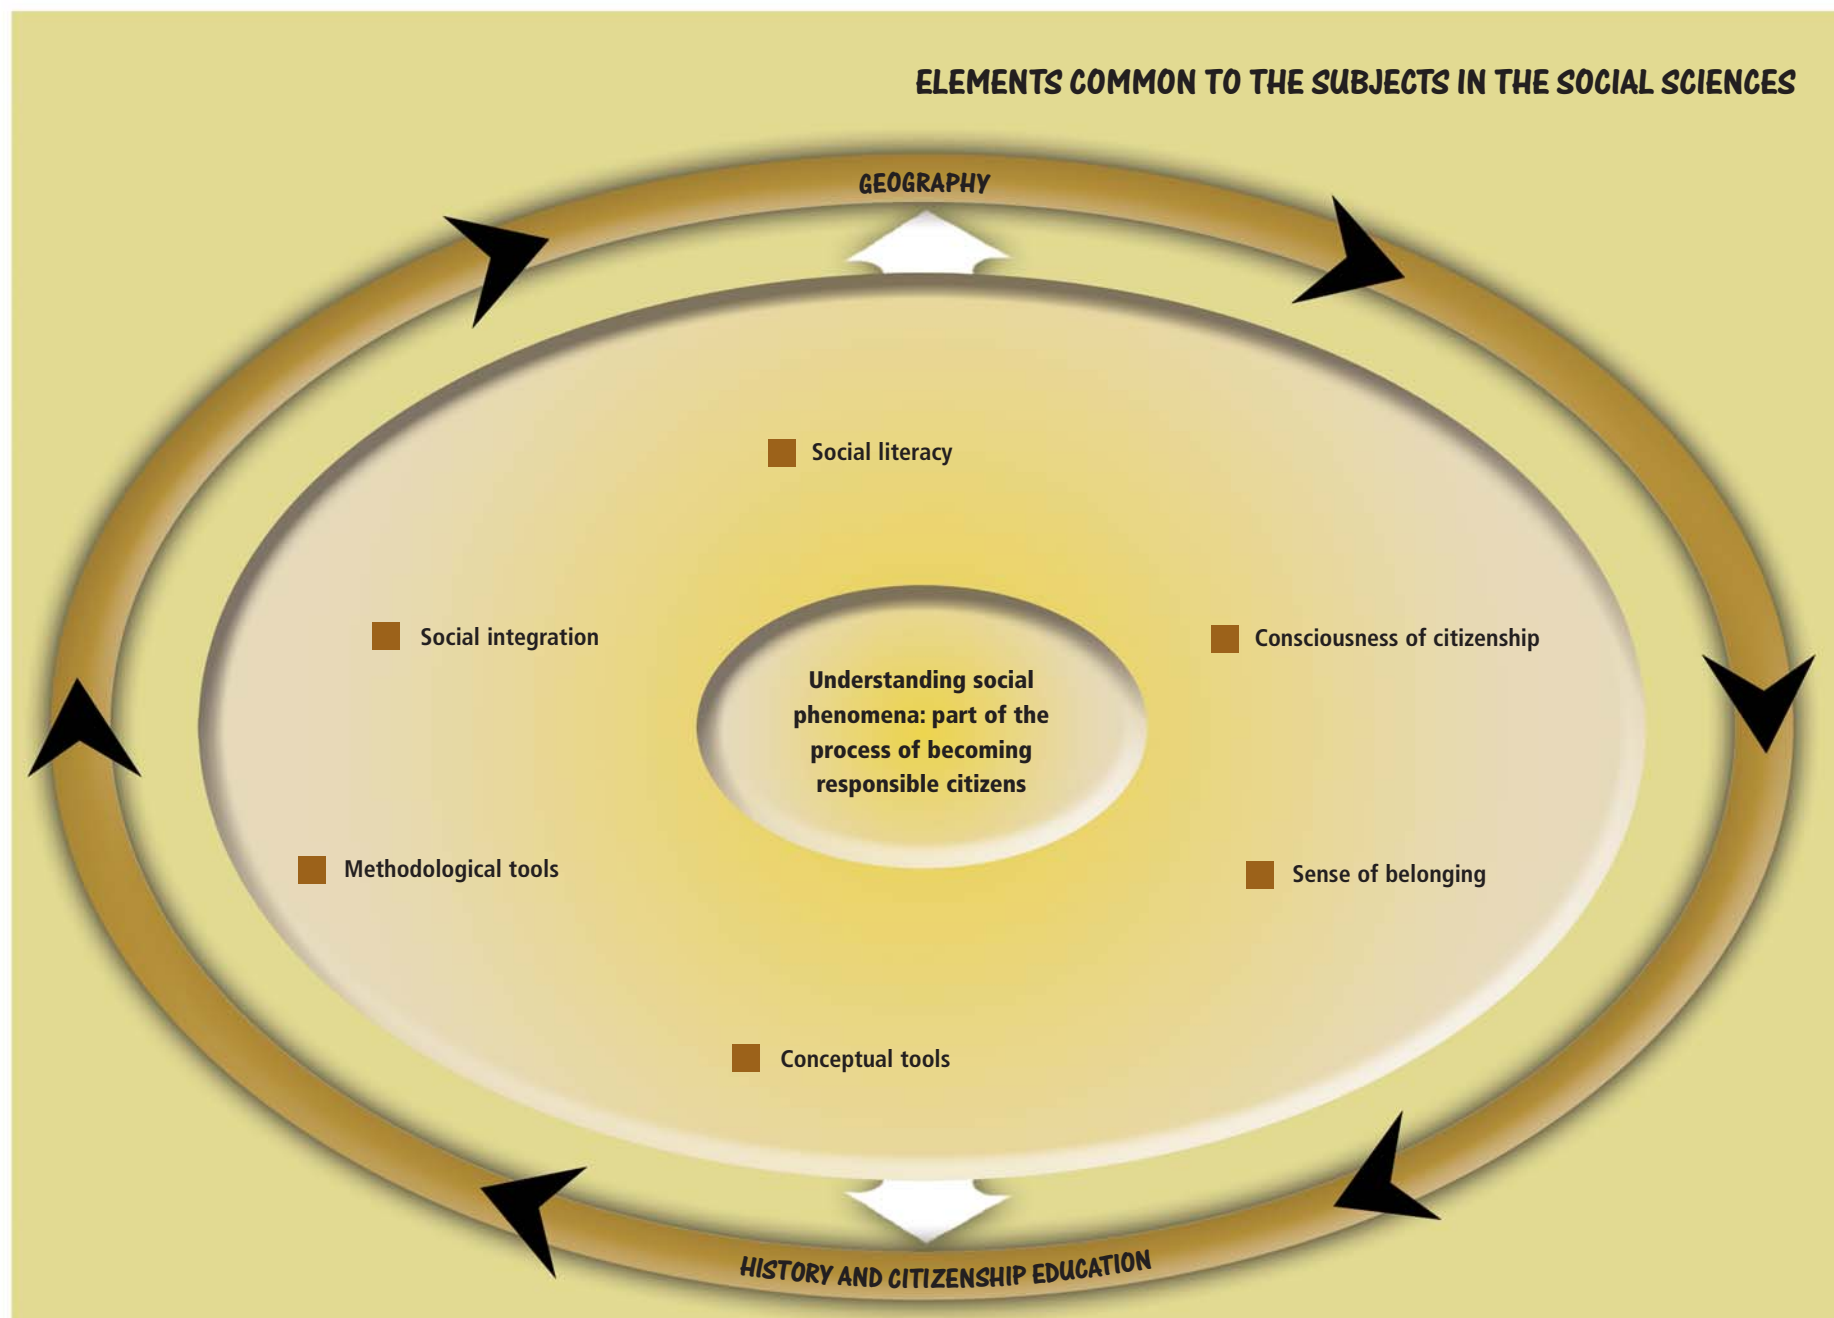 ELEMENTS COMMON TO THE SUBJECTS IN THE SOCIAL SCIENCES
GEOGRAPHY
Social literacy
Social integration
Consciousness of citizenship
Understanding social
phenomena: part of the
process of becoming
responsible citizens
Methodological tools
Sense of belonging
Conceptual tools
HISTORY AND CITIZENSHIP EDUCATION